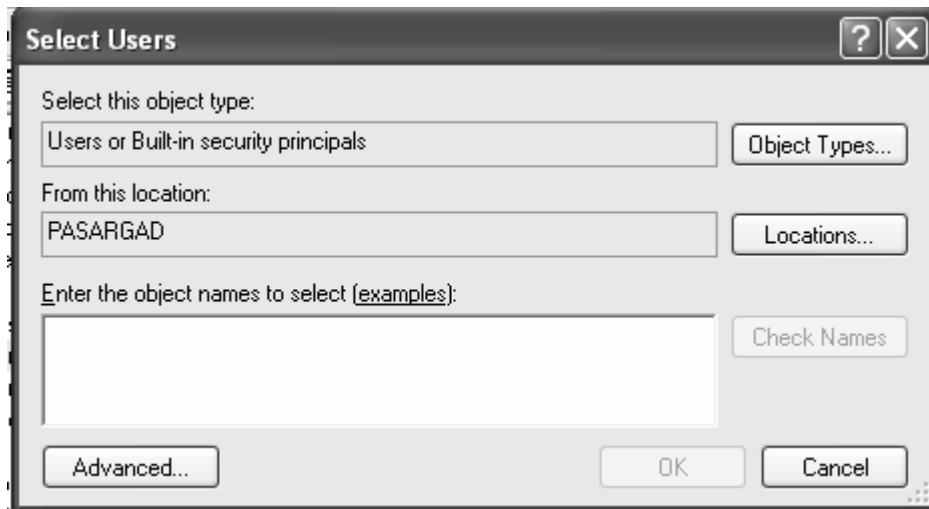 Select Users
Select this object type:
Users or Built-in security principals
Object Types...
From this location:
PASARGAD
Locations...
Enter the object names to select (examples):
Check Names
Advanced...
OK
Cancel